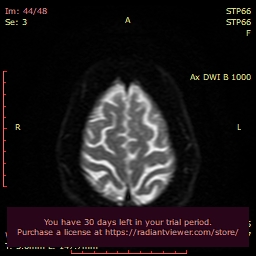 Im: 44/48
STP66
Se: 3
STP66
F
A
Ax DWI B 1000
R
L
You have 30 days left in your trial period.
Purchase a license at https://radiantviewer.com/store/